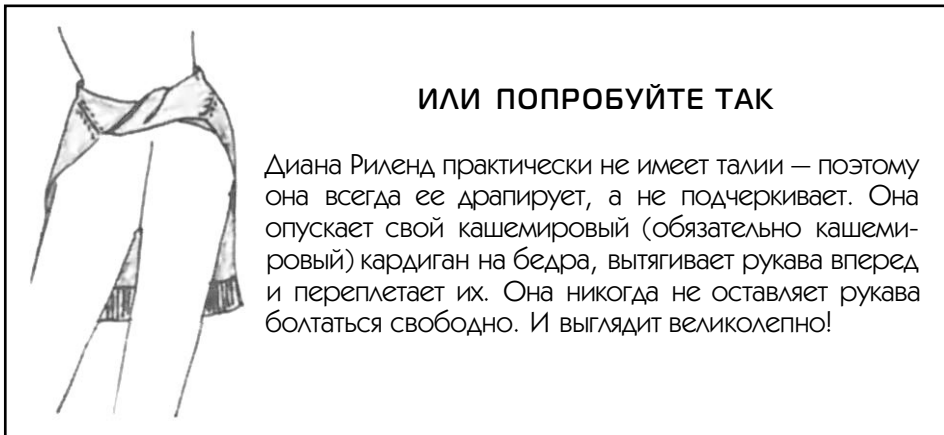 ИЛИ ПОПРОБУЙТЕ ТАК
Диана Риленд практически не имеет талии — поэтому
она всегда ее драпирует, а не подчеркивает. Она
опускает свой кашемировый (обязательно кашеми-
ровый) кардиган на бедра, вытягивает рукава вперед
и переплетает их. Она никогда не оставляет рукава
болтаться свободно. И выглядит великолепно!